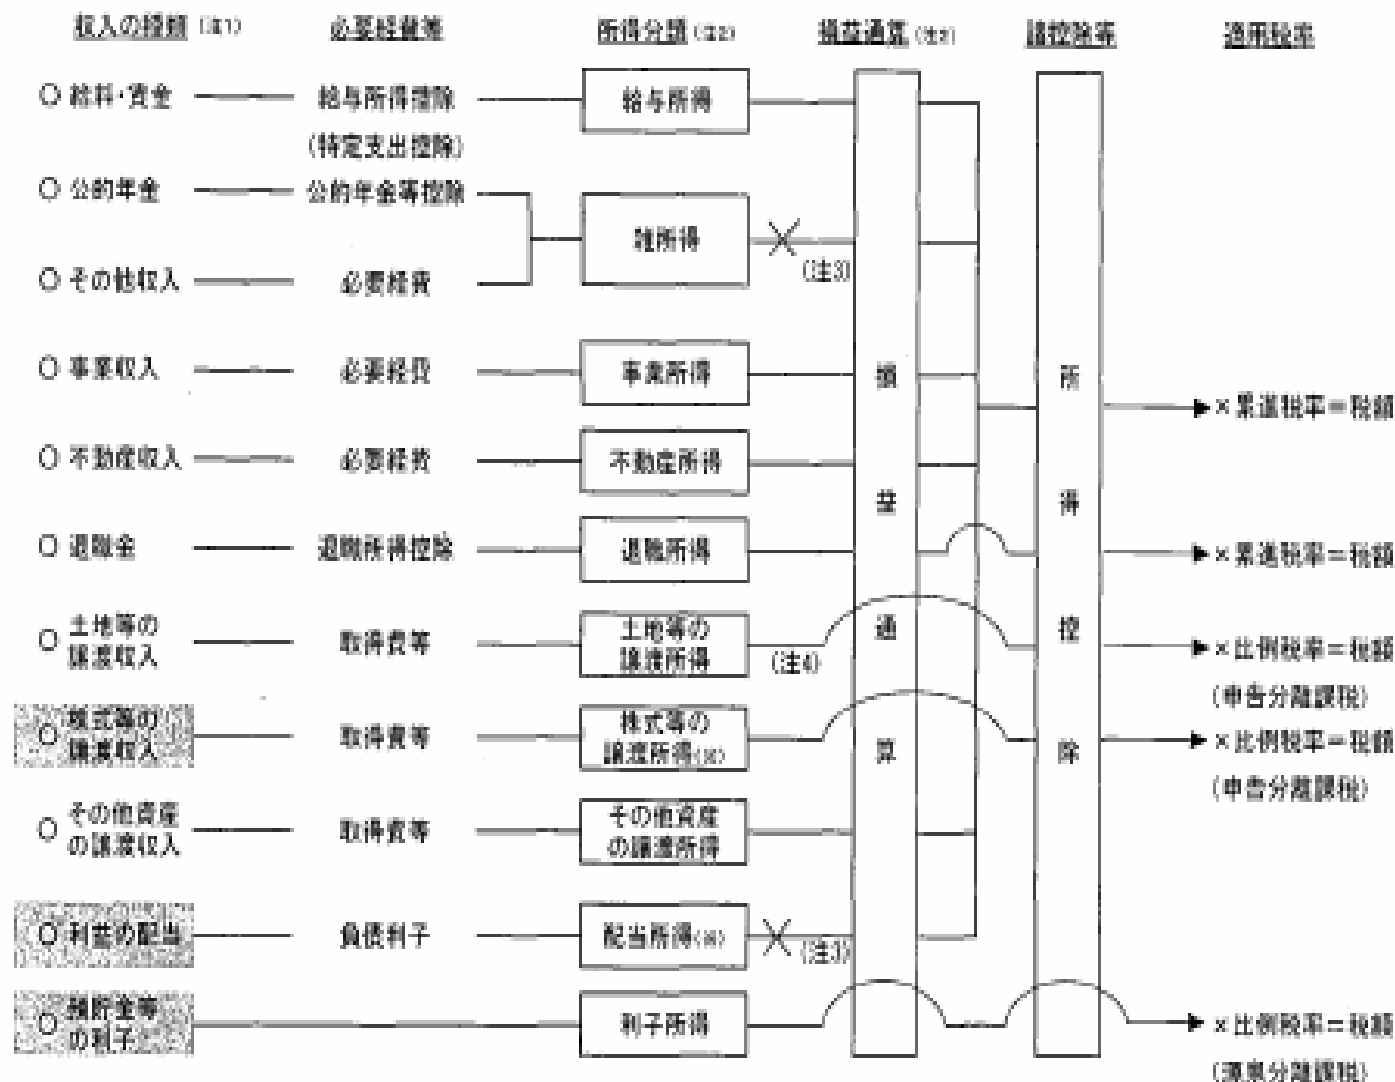 収入の種類 (注1) 必要経費等 所得分類 (注2) 損益通算 (注3) 諸控除等 適用税率
○ 給料・賃金 給与所得控除 給与所得
(特定支出控除)
○ 公的年金 公的年金等控除
雑所得
(注3)
○ その他収入 必要経費
○ 事業収入 必要経費 事業所得
×累進税率=税額
○ 不動産収入 必要経費 不動産所得
○ 退職金 退職所得控除 退職所得 ×累進税率=税額
○ 土地等の譲渡収入 取得費等 土地等の譲渡所得 (注4) ×比例税率=税額
(申告分離課税)
○ 株式等の譲渡収入 取得費等 株式等の譲渡所得 ×比例税率=税額
(申告分離課税)
○ その他資産の譲渡収入 取得費等 その他資産の譲渡所得
○ 利益の配当 負債利子 配当所得 (注3)
○ 預貯金等の利子 利子所得 ×比例税率=税額
(源泉分離課税)
損益通算
所得控除